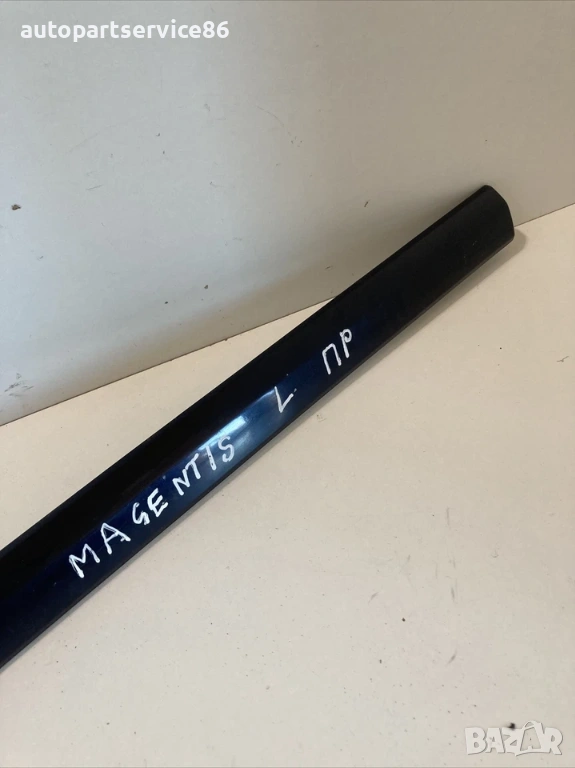 autopartservice86
MAGENTIS L ПР
BAZAR